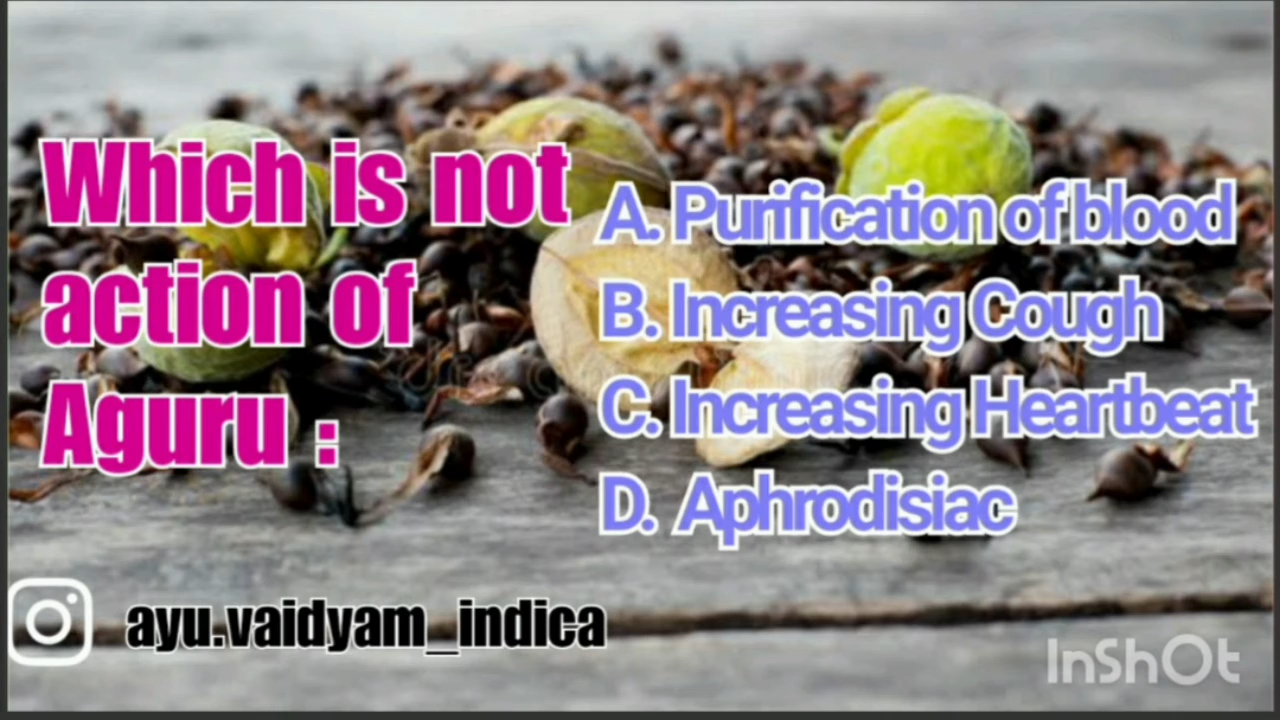 Which is not
action of
Aguru :
A. Purification of blood
B. Increasing Cough
C. Increasing Heartbeat
D. Aphrodisiac
ayu.vaidyam_indica
InShOt